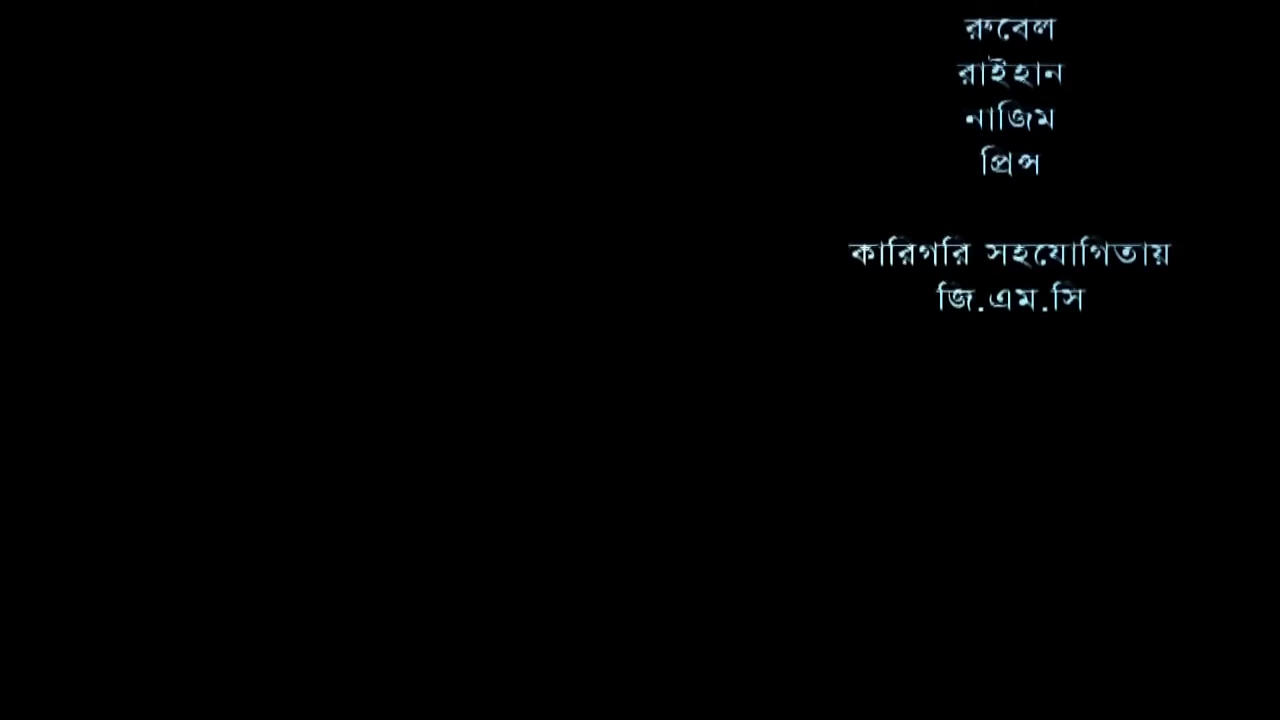 রুবেল
রাইহান
নাজিম
প্রিন্স
কারিগরি সহযোগিতায়
জি.এম.সি